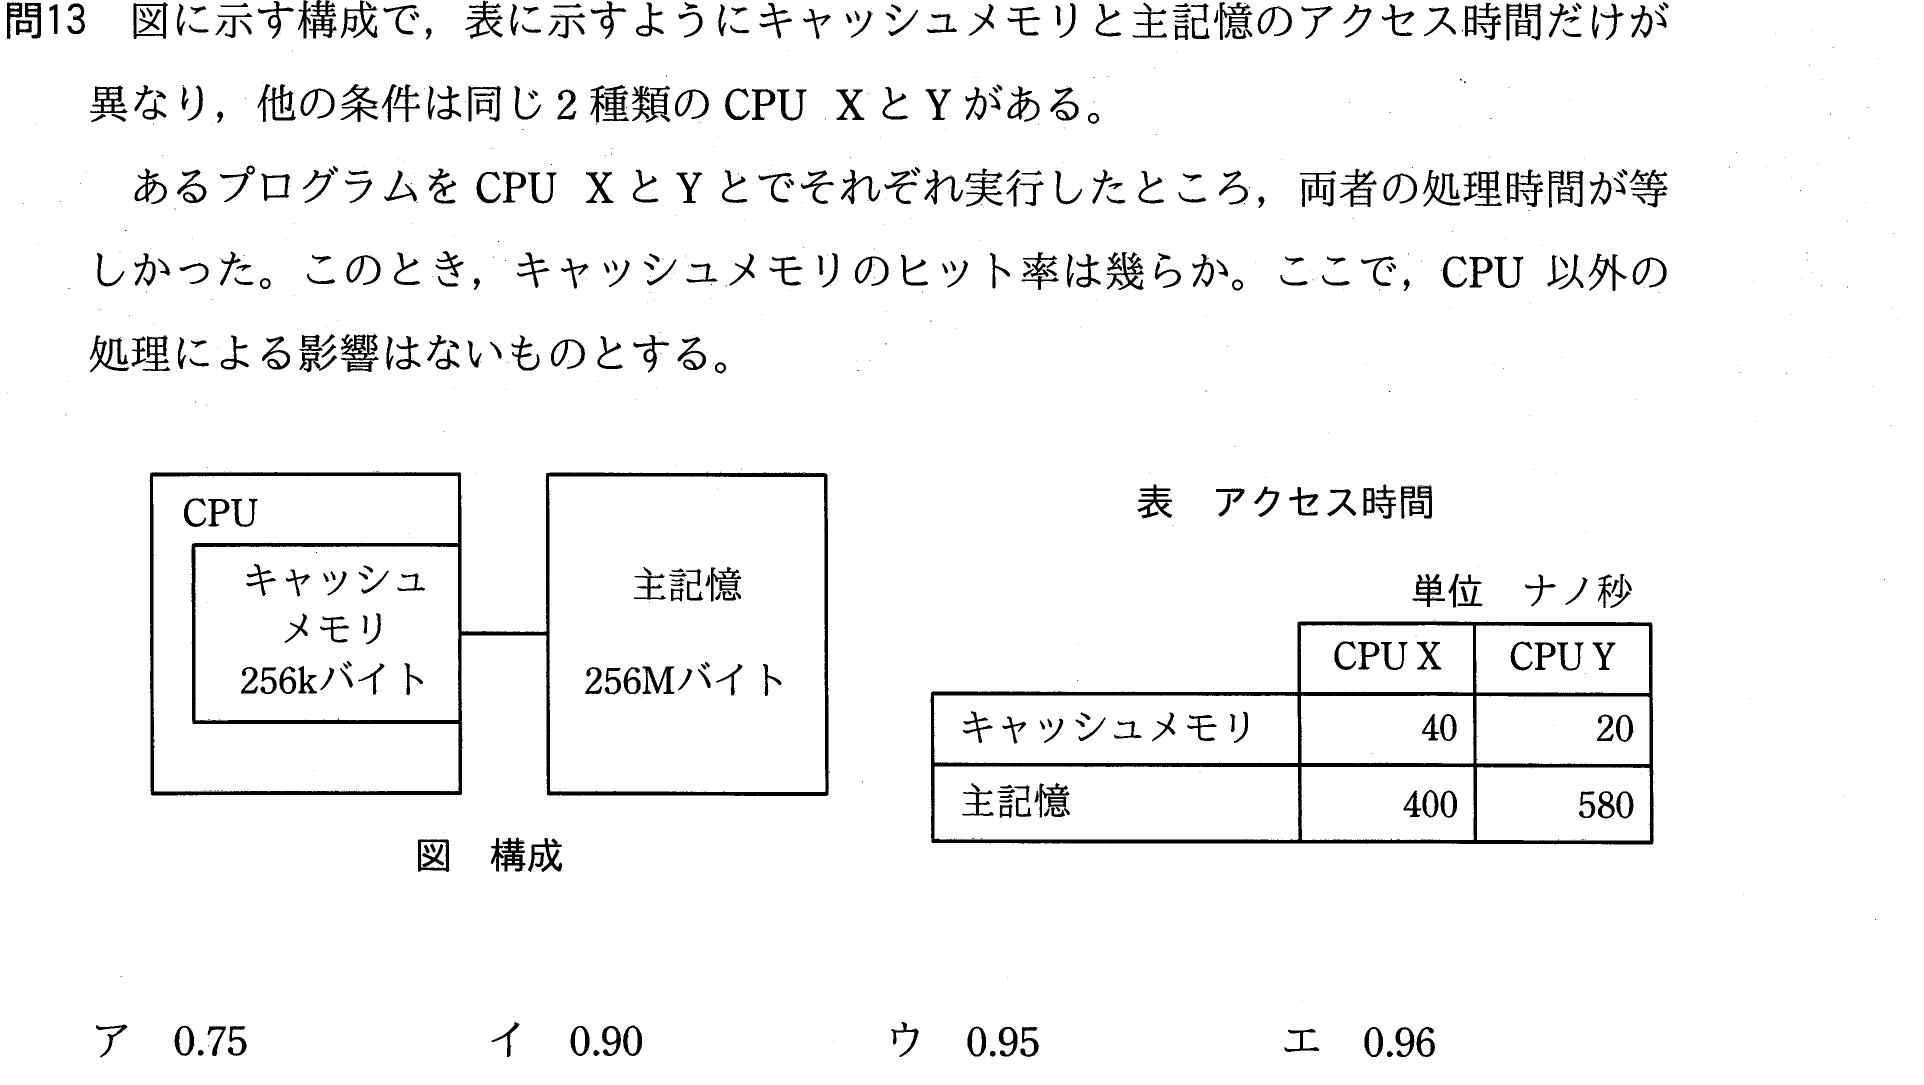 問13 図に示す構成で，表に示すようにキャッシュメモリと主記憶のアクセス時間だけが
異なり，他の条件は同じ2種類のCPU XとYがある。
あるプログラムをCPU XとYとでそれぞれ実行したところ，両者の処理時間が等
しかった。このとき，キャッシュメモリのヒット率は幾らか。ここで，CPU 以外の
処理による影響はないものとする。
CPU
キャッシュ
メモリ
256kバイト
主記憶
256Mバイト
図 構成
表 アクセス時間
単位 ナノ秒
CPU X CPU Y
キャッシュメモリ 40 20
主記憶 400 580
ア 0.75 イ 0.90 ウ 0.95 エ 0.96